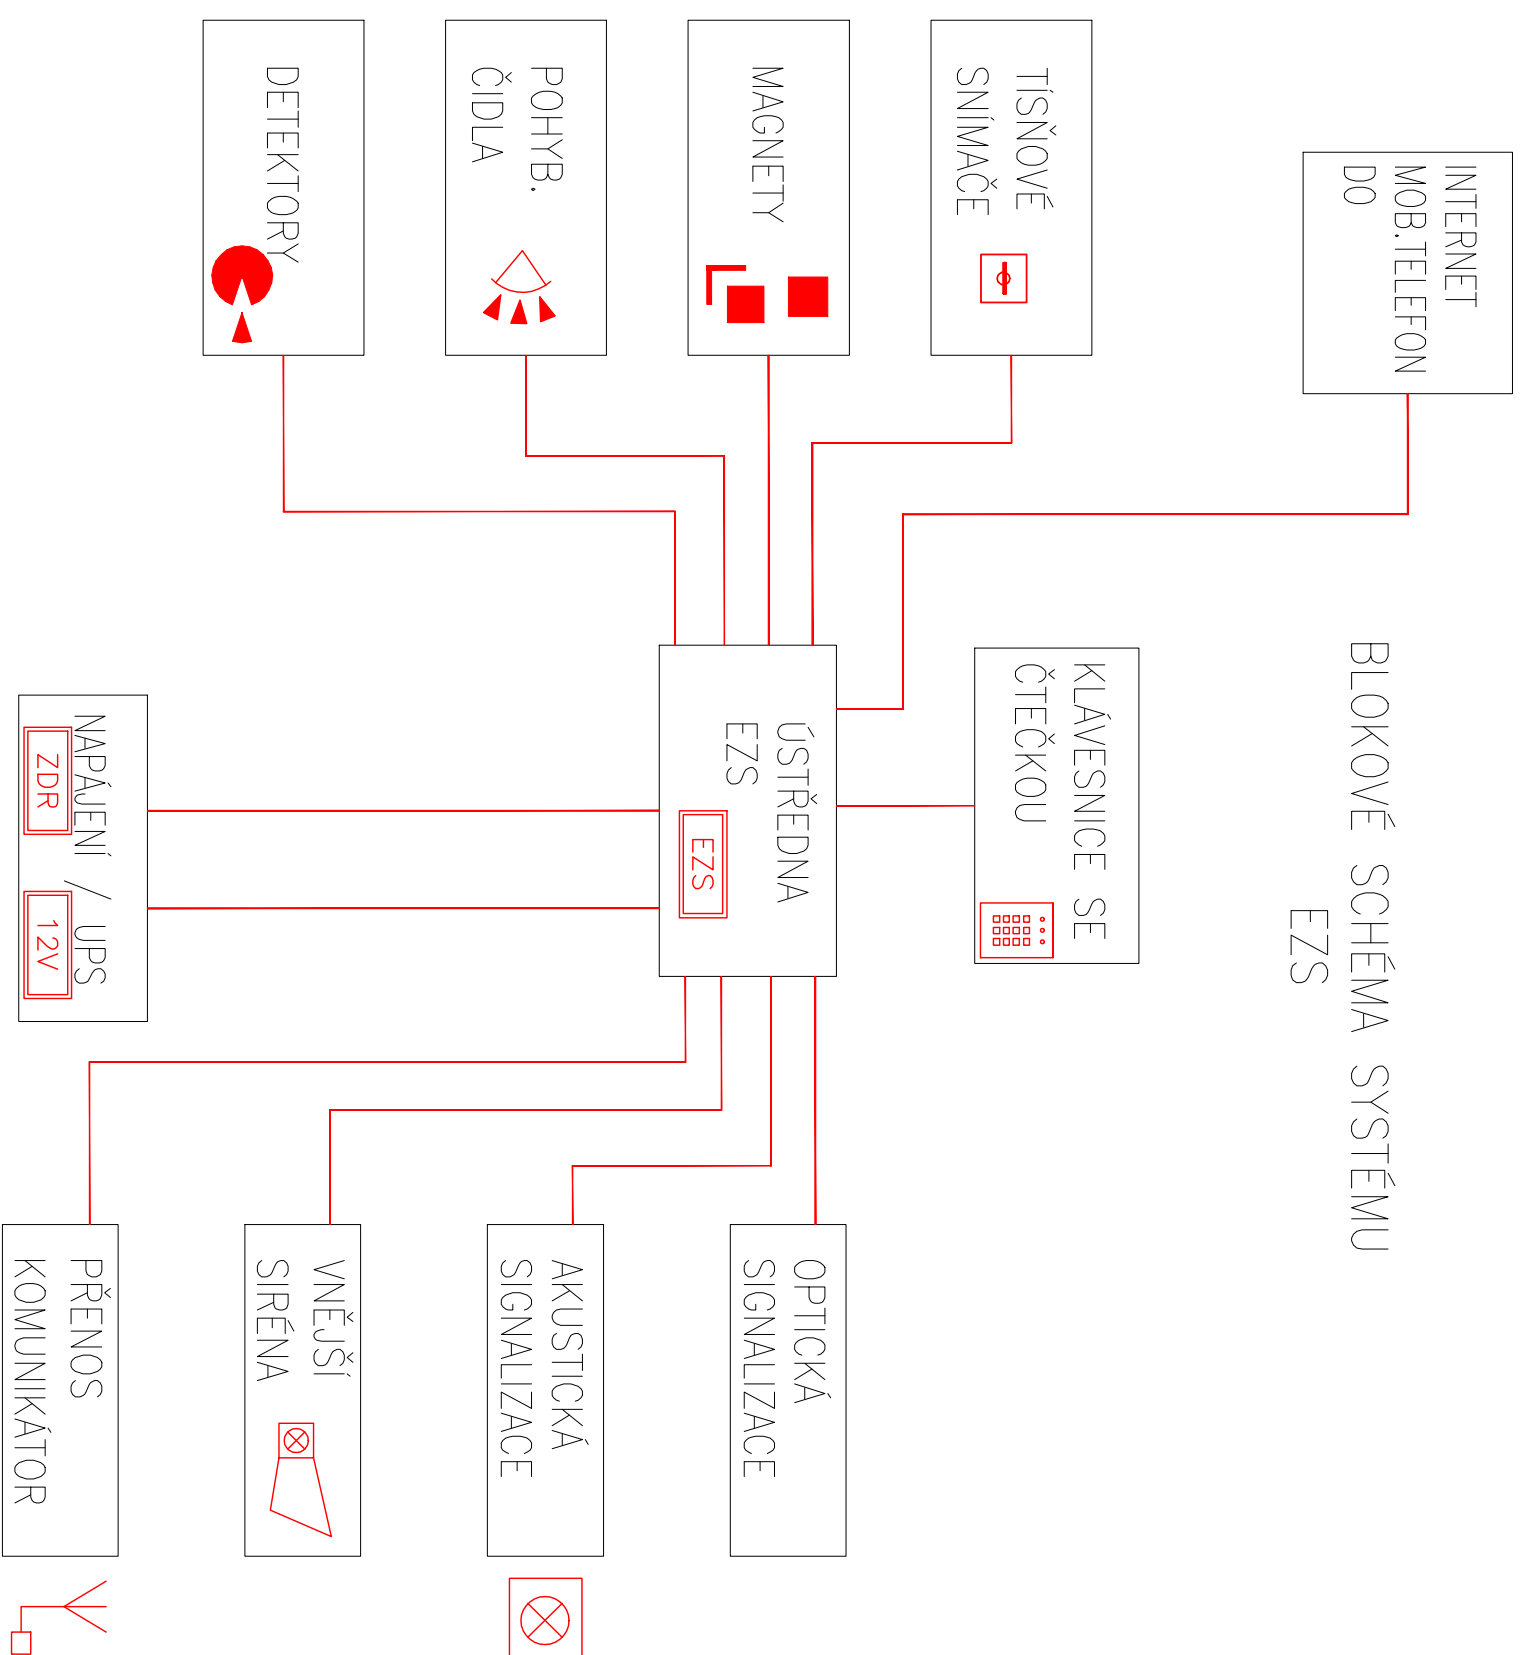 BLOKOVÉ SCHÉMA SYSTÉMU
EZS
INTERNET
MOB.TELEFON
DO
KLÁVESNICE SE
ČTEČKOU
TÍSŇOVÉ
SNÍMAČE
MAGNETY
POHYB.
ČIDLA
DETEKTORY
ÚSTŘEDNA
EZS
EZS
OPTICKÁ
SIGNALIZACE
AKUSTICKÁ
SIGNALIZACE
VNĚJŠÍ
SIRÉNA
PŘENOS
KOMUNIKÁTOR
NAPÁJENÍ / UPS
ZDR
12V